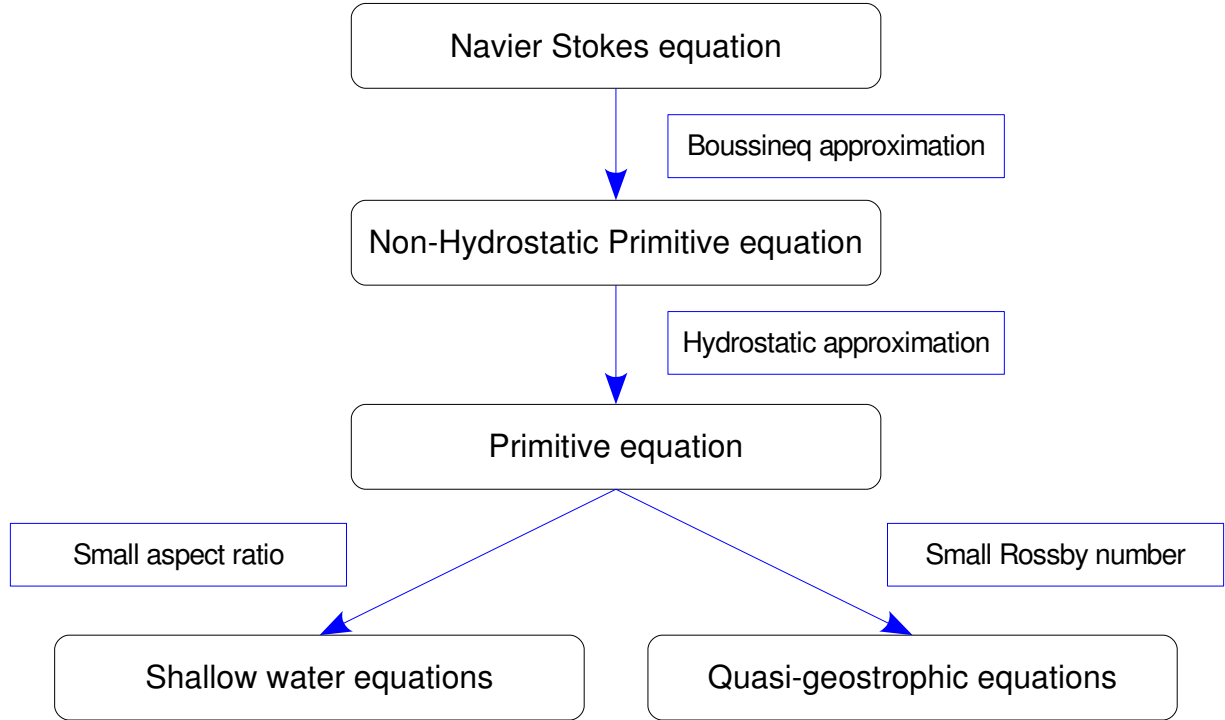 Navier Stokes equation
Boussineq approximation
Non-Hydrostatic Primitive equation
Hydrostatic approximation
Primitive equation
Small aspect ratio
Small Rossby number
Shallow water equations
Quasi-geostrophic equations